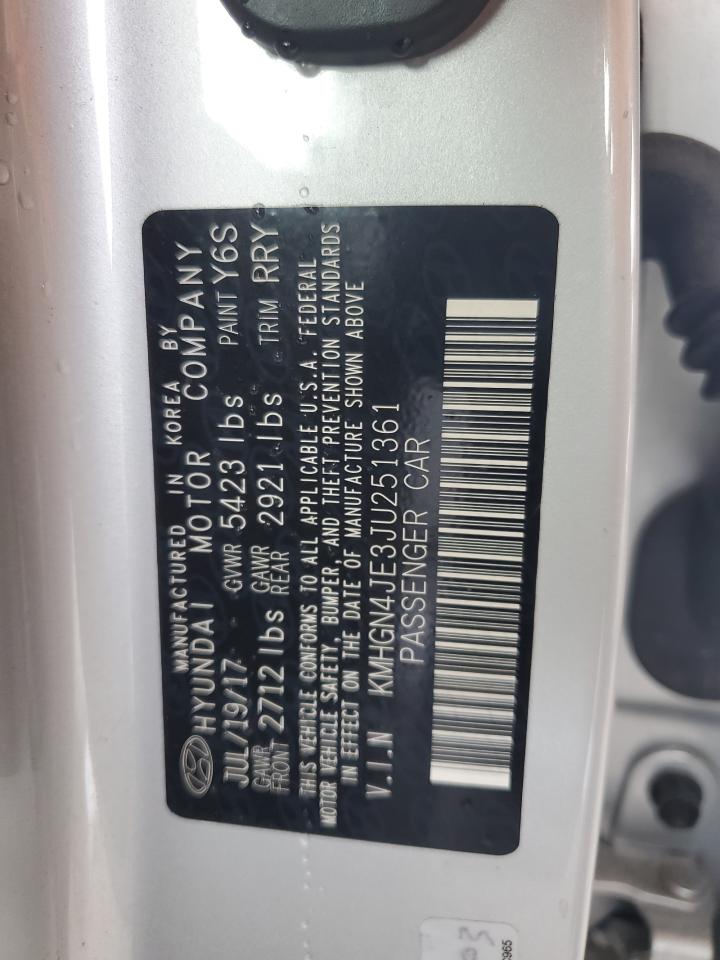 MANUFACTURED IN KOREA BY
HYUNDAI MOTOR COMPANY
JUL/19/17 GVWR 5423 lbs PAINT Y6S
GAWR FRONT 2712 lbs GAWR REAR 2921 lbs TRIM RRY
THIS VEHICLE CONFORMS TO ALL APPLICABLE U.S.A. FEDERAL
MOTOR VEHICLE SAFETY, BUMPER, AND THEFT PREVENTION STANDARDS
IN EFFECT ON THE DATE OF MANUFACTURE SHOWN ABOVE
V.I.N KMHGN4JE3JU251361
PASSENGER CAR